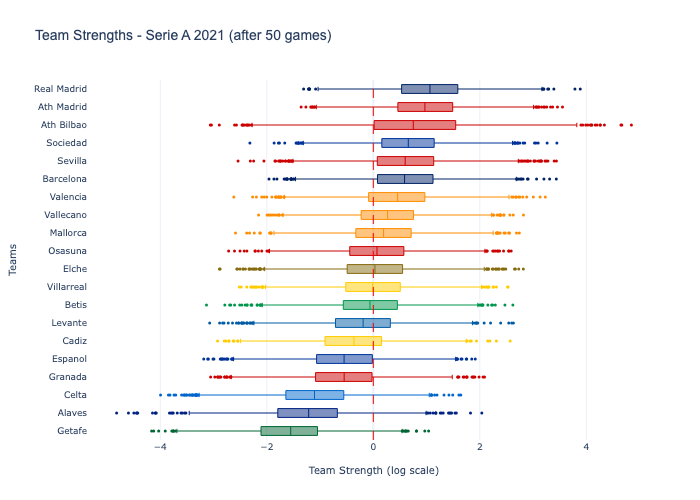 Team Strengths - Serie A 2021 (after 50 games)
Real Madrid
Ath Madrid
Ath Bilbao
Sociedad
Sevilla
Barcelona
Valencia
Vallecano
Mallorca
Osasuna
Elche
Villarreal
Betis
Levante
Cadiz
Espanol
Granada
Celta
Alaves
Getafe
Teams
−4 −2 0 2 4
Team Strength (log scale)